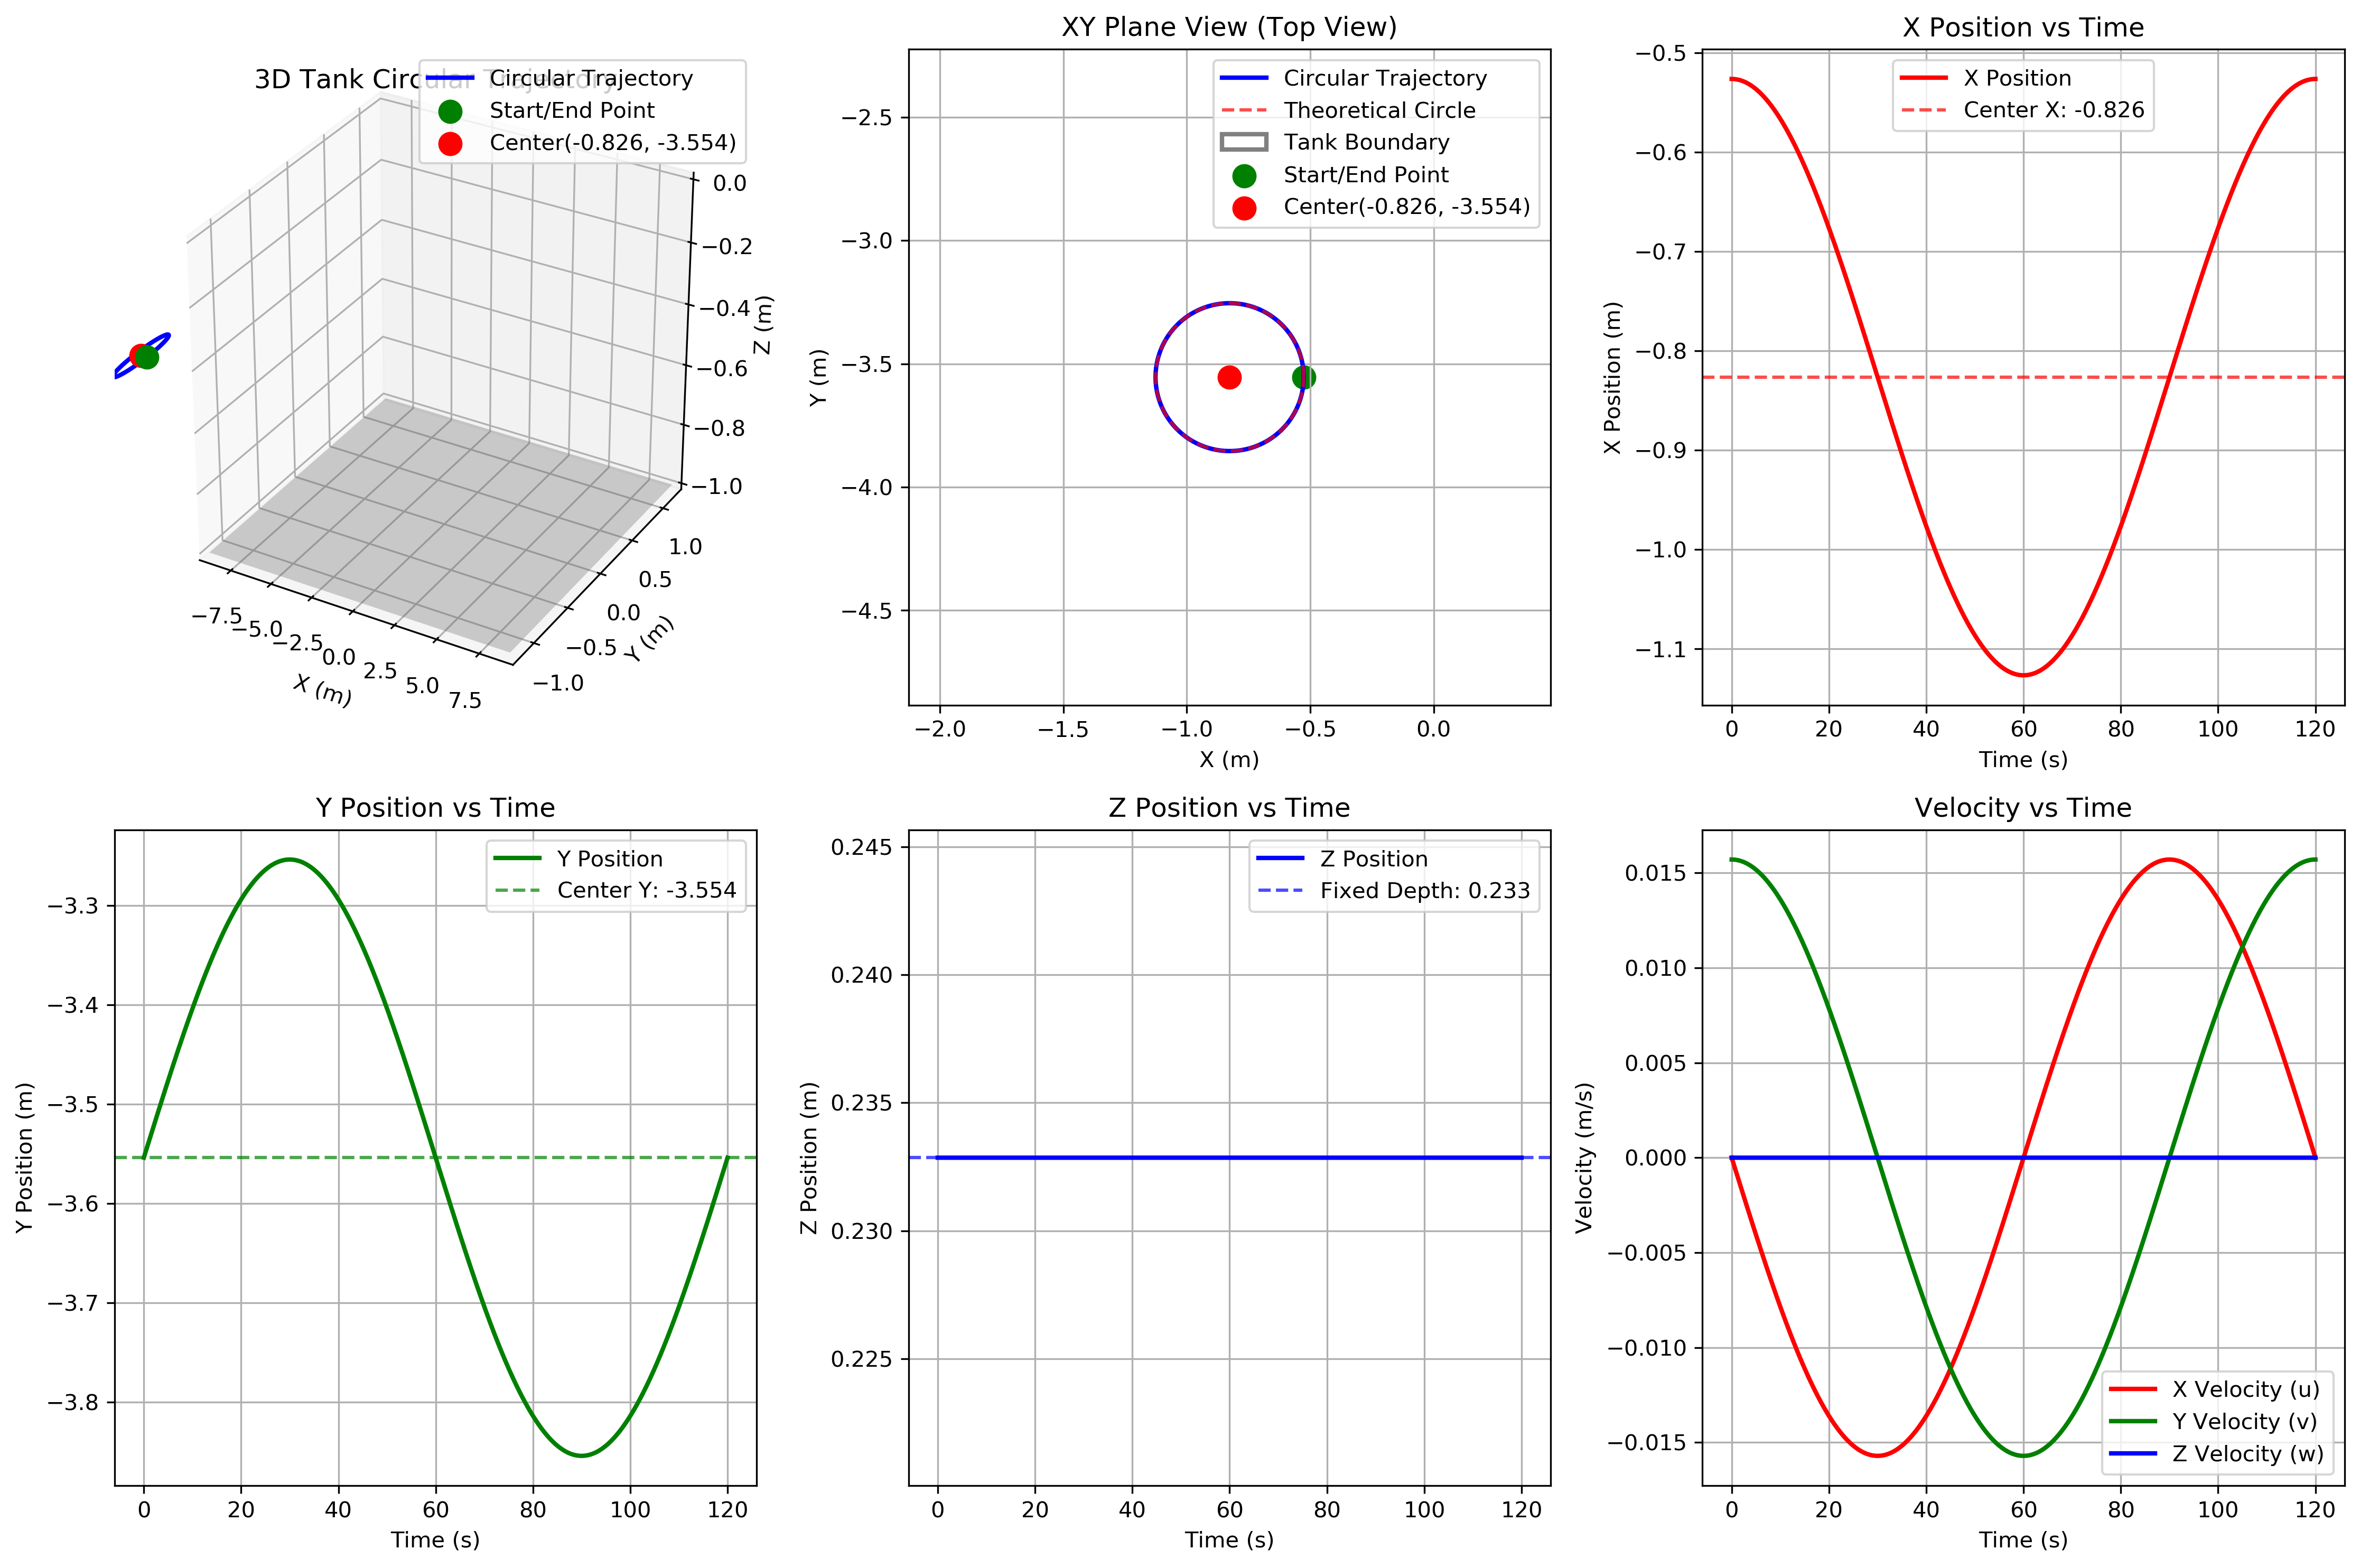 3D Tank Circular Trajectory
Circular Trajectory
Start/End Point
Center(-0.826, -3.554)
0.0
−0.2
−0.4
−0.6
−0.8
−1.0
Z (m)
1.0
0.5
0.0
−0.5
−1.0
Y (m)
−7.5
−5.0
−2.5
0.0
2.5
5.0
7.5
X (m)
XY Plane View (Top View)
Circular Trajectory
Theoretical Circle
Tank Boundary
Start/End Point
Center(-0.826, -3.554)
−2.5
−3.0
−3.5
−4.0
−4.5
Y (m)
−2.0 −1.5 −1.0 −0.5 0.0
X (m)
X Position vs Time
X Position
Center X: -0.826
−0.5
−0.6
−0.7
−0.8
−0.9
−1.0
−1.1
X Position (m)
0 20 40 60 80 100 120
Time (s)
Y Position vs Time
Y Position
Center Y: -3.554
−3.3
−3.4
−3.5
−3.6
−3.7
−3.8
Y Position (m)
0 20 40 60 80 100 120
Time (s)
Z Position vs Time
Z Position
Fixed Depth: 0.233
0.245
0.240
0.235
0.230
0.225
Z Position (m)
0 20 40 60 80 100 120
Time (s)
Velocity vs Time
0.015
0.010
0.005
0.000
−0.005
−0.010
−0.015
Velocity (m/s)
X Velocity (u)
Y Velocity (v)
Z Velocity (w)
0 20 40 60 80 100 120
Time (s)